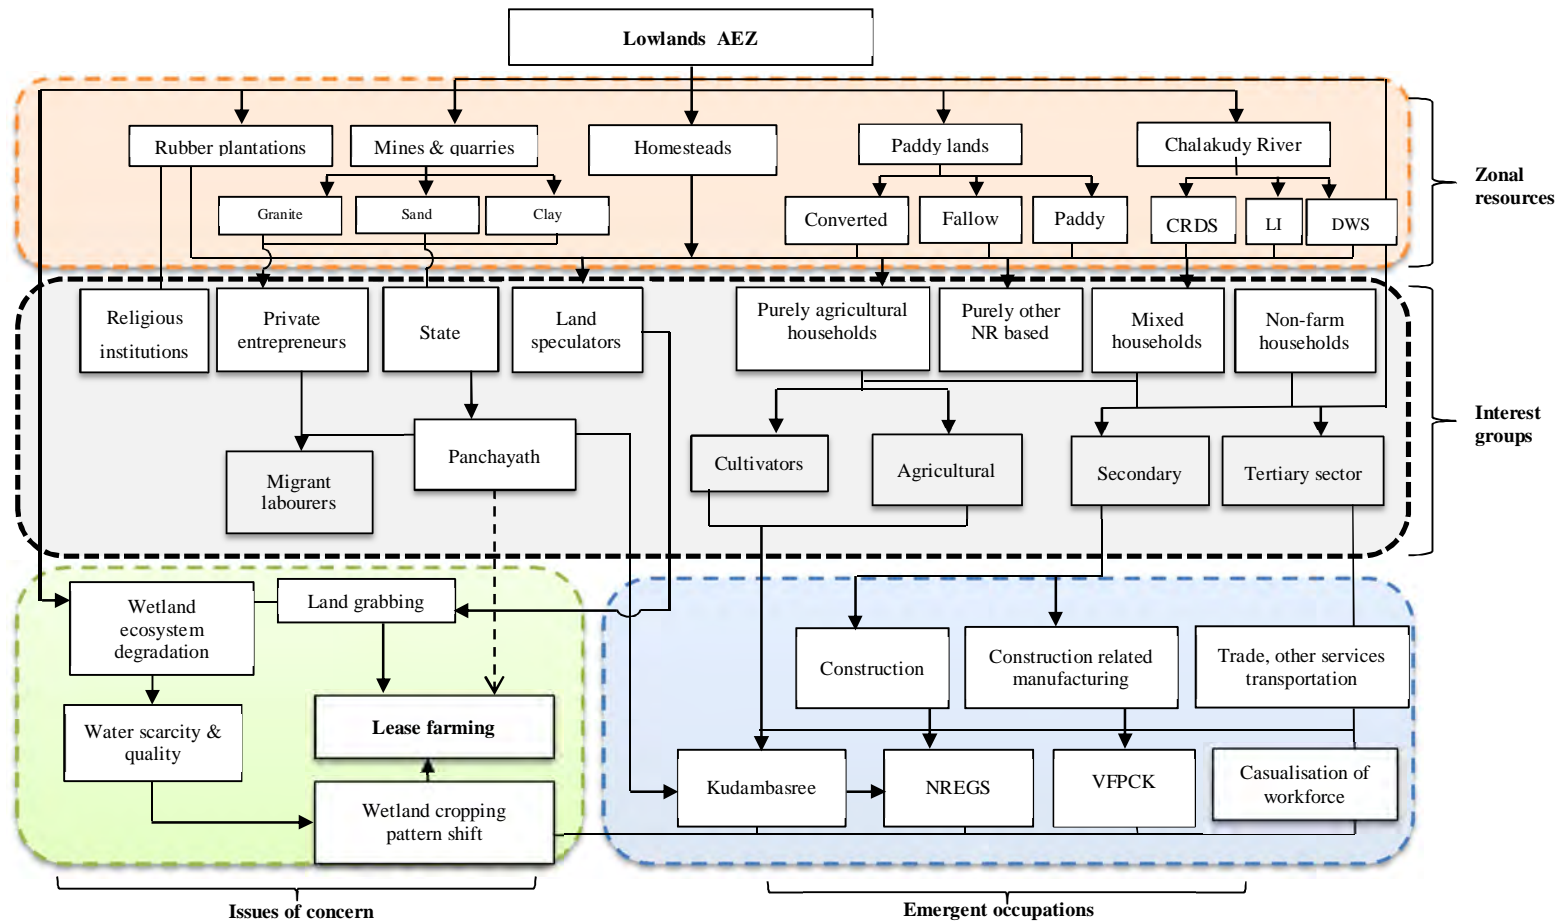 Lowlands AEZ
Rubber plantations
Mines & quarries
Homesteads
Paddy lands
Chalakudy River
Zonal
resources
Granite
Sand
Clay
Converted
Fallow
Paddy
CRDS
LI
DWS
Religious
institutions
Private
entrepreneurs
State
Land
speculators
Purely agricultural
households
Purely other
NR based
Mixed
households
Non-farm
households
Interest
groups
Migrant
labourers
Panchayath
Cultivators
Agricultural
Secondary
Tertiary sector
Wetland
ecosystem
degradation
Land grabbing
Water scarcity &
quality
Lease farming
Wetland cropping
pattern shift
Construction
Construction related
manufacturing
Trade, other services
transportation
Kudambasree
NREGS
VFPCK
Casualisation of
workforce
Issues of concern
Emergent occupations